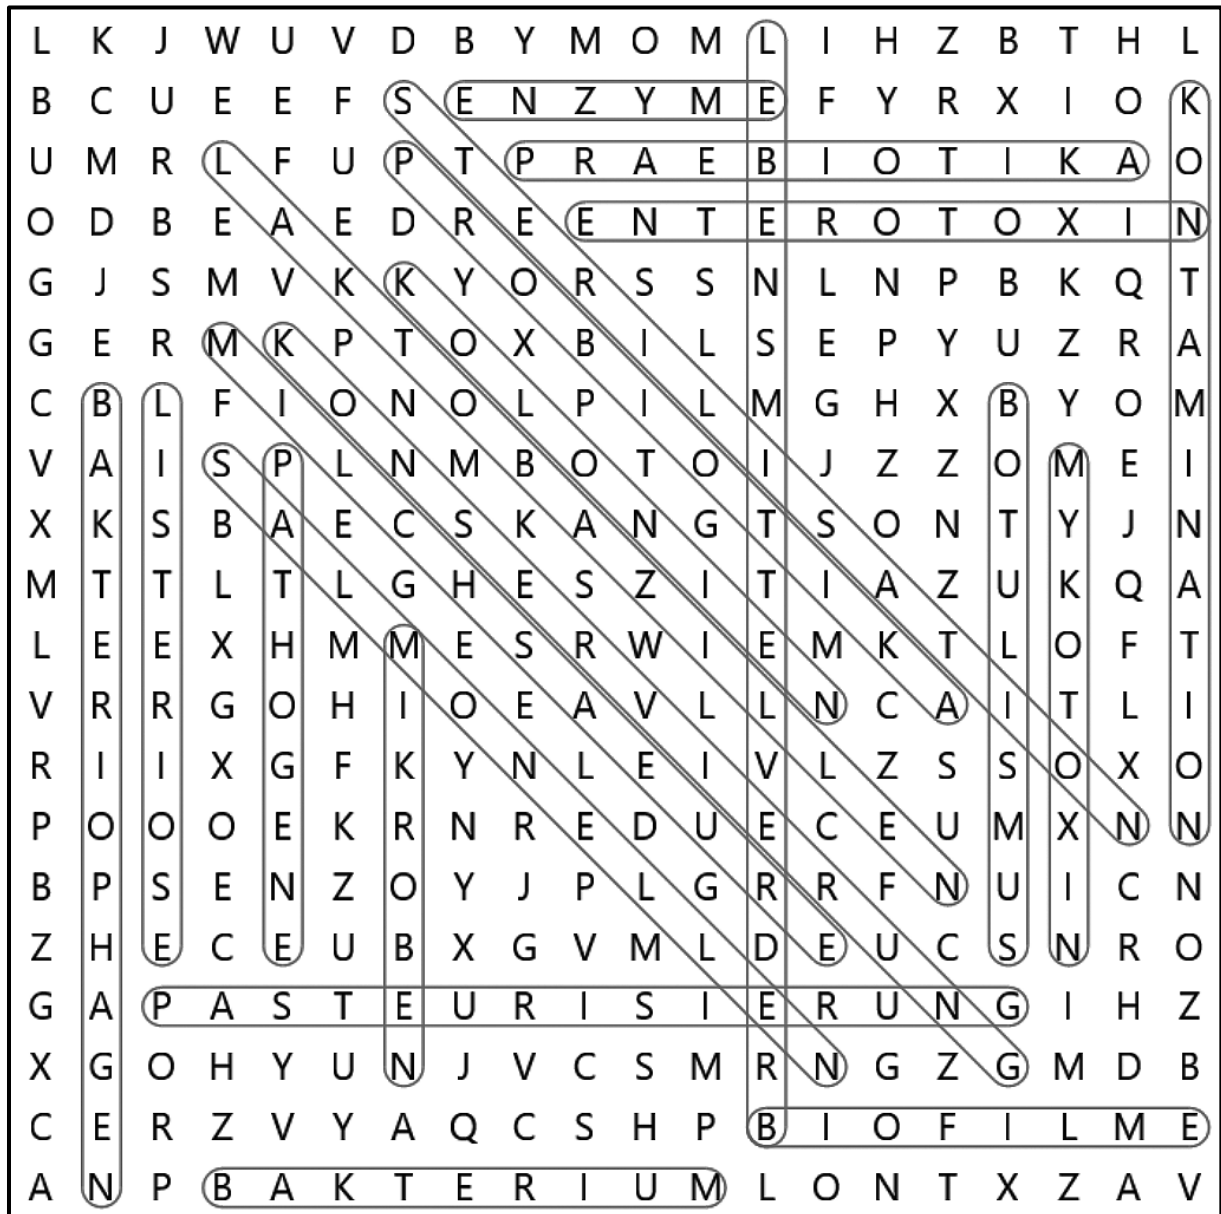 L K J W U V D B Y M O M L I H Z B T H L
B C U E E F S E N Z Y M E F Y R X I O K
U M R L F U P T P R A E B I O T I K A O
O D B E A E D R E E N T E R O T O X I N
G J S M V K K Y O R S S N L N P B K Q T
G E R M K P T O X B I L S E P Y U Z R A
C B L F I O N O L P I L M G H X B Y O M
V A I S P L N M B O T O I J Z Z O M E I
X K S B A E C S K A N G T S O N T Y J N
M T T L T L G H E S Z I T I A Z U K Q A
L E E X H M M E S R W I E M K T L O F T
V R R G O H I O E A V L L N C A I T L I
R I I X G F K Y N L E I V L Z S S O X O
P O O O E K R N R E D U E C E U M X N N
B P S E N Z O Y J P L G R R F N U I C N
Z H E C E U B X G V M L D E U C S N R O
G A P A S T E U R I S I E R U N G I H Z
X G O H Y U N J V C S M R N G Z G M D B
C E R Z V Y A Q C S H P B I O F I L M E
A N P B A K T E R I U M L O N T X Z A V